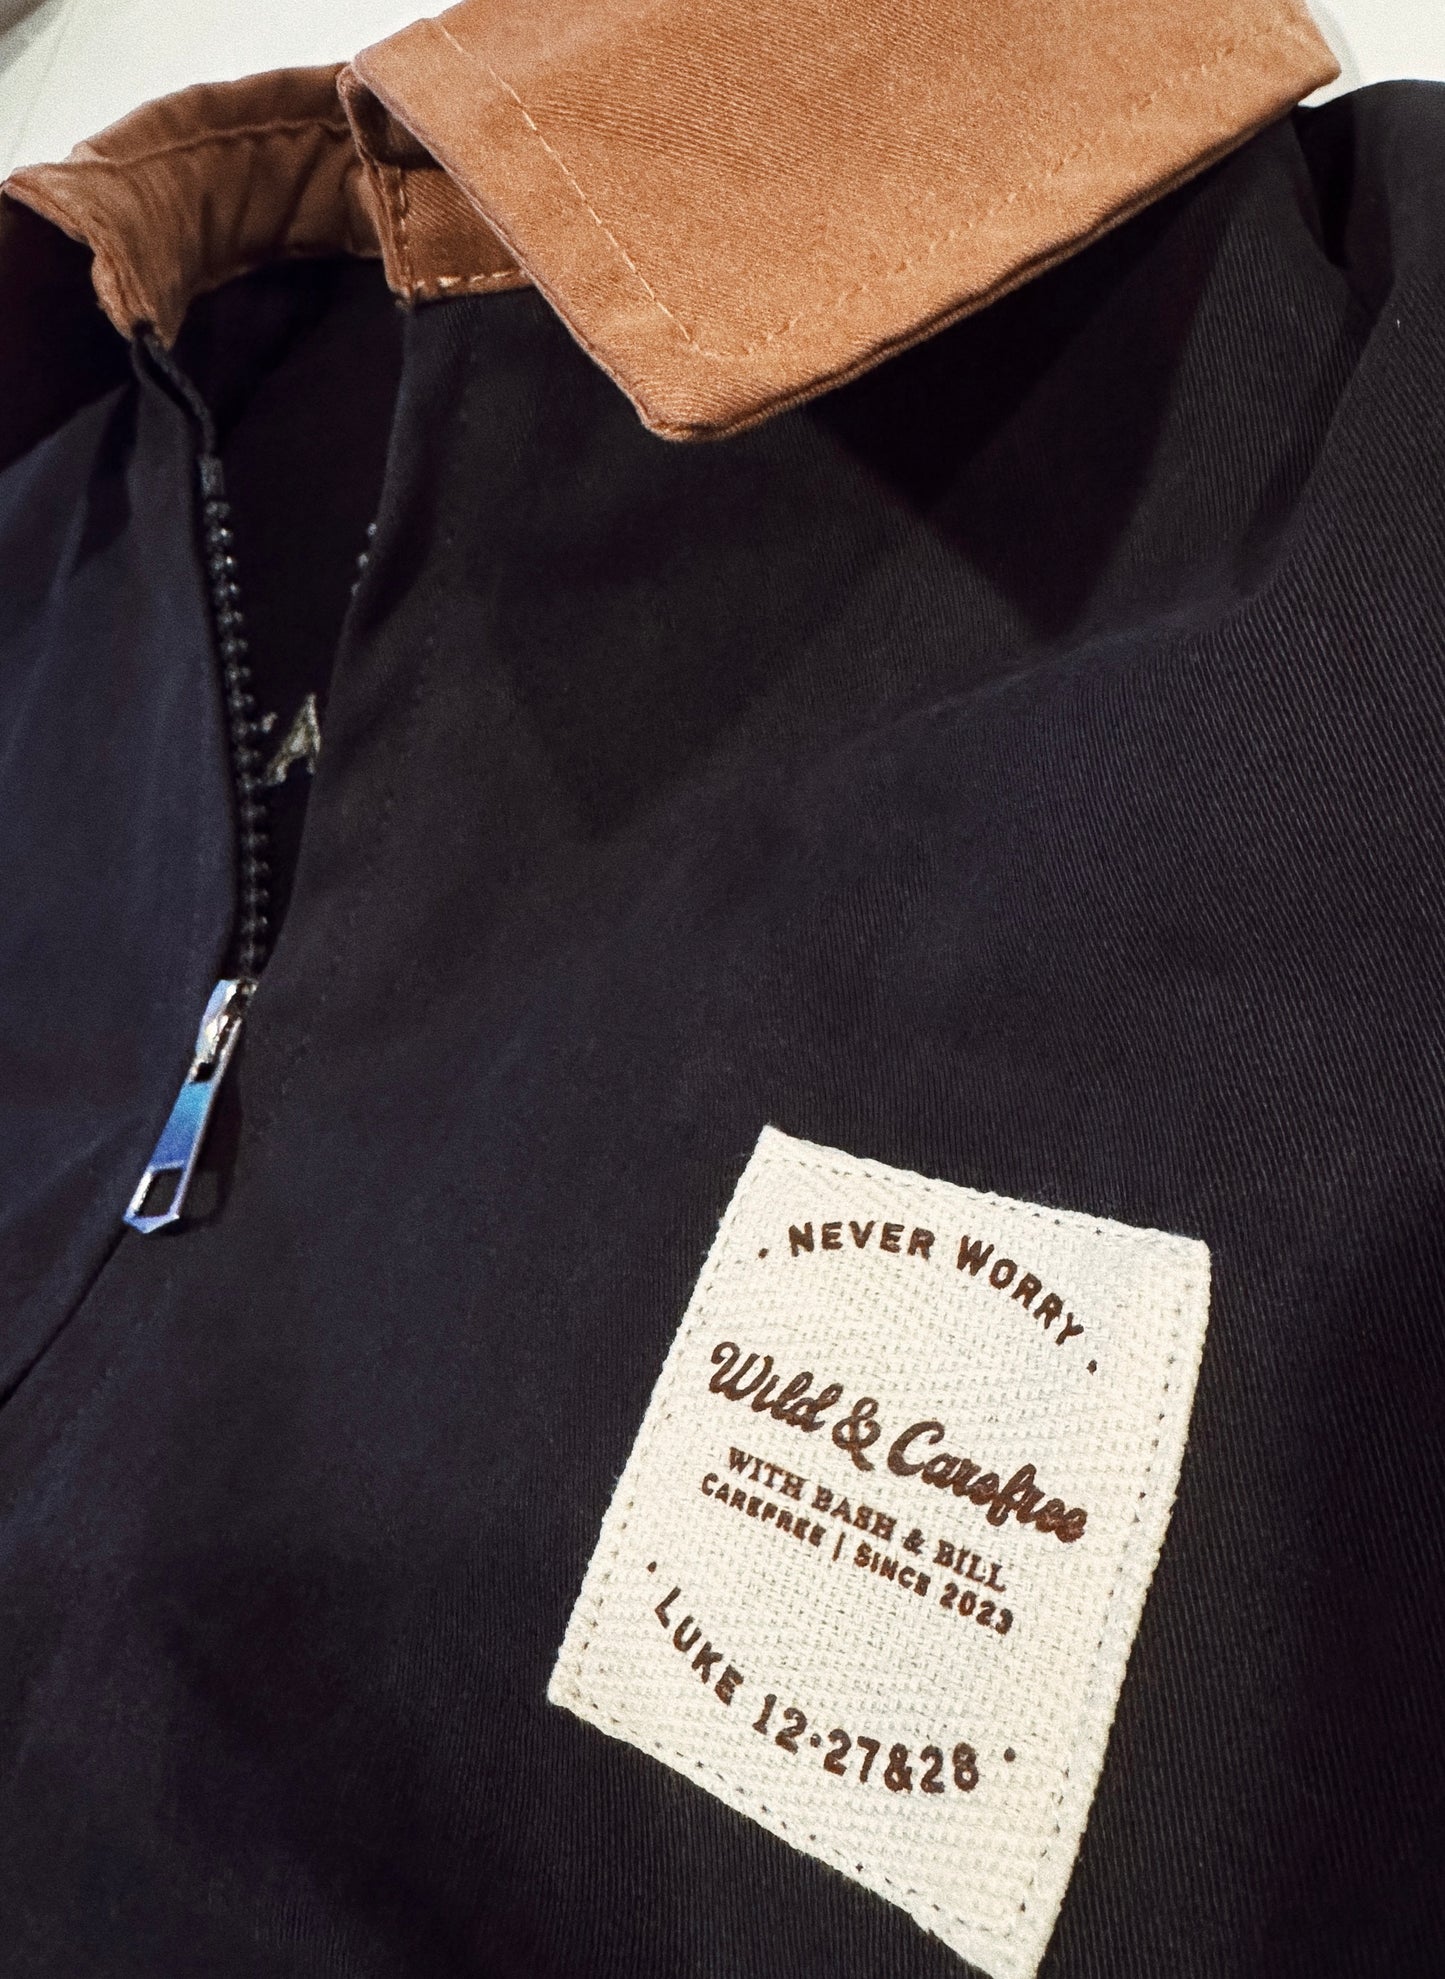 • NEVER WORRY •
Wild & Carefree
WITH BASH & BILL
CAREFREE | SINCE 2023
• LUKE 12•27&28 •